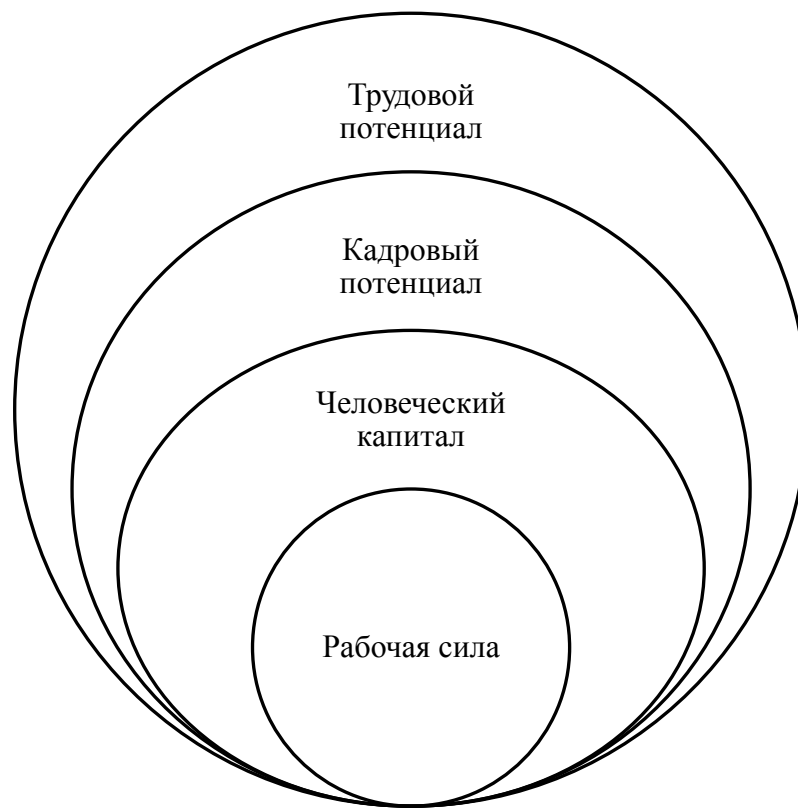 Трудовой
потенциал
Кадровый
потенциал
Человеческий
капитал
Рабочая сила